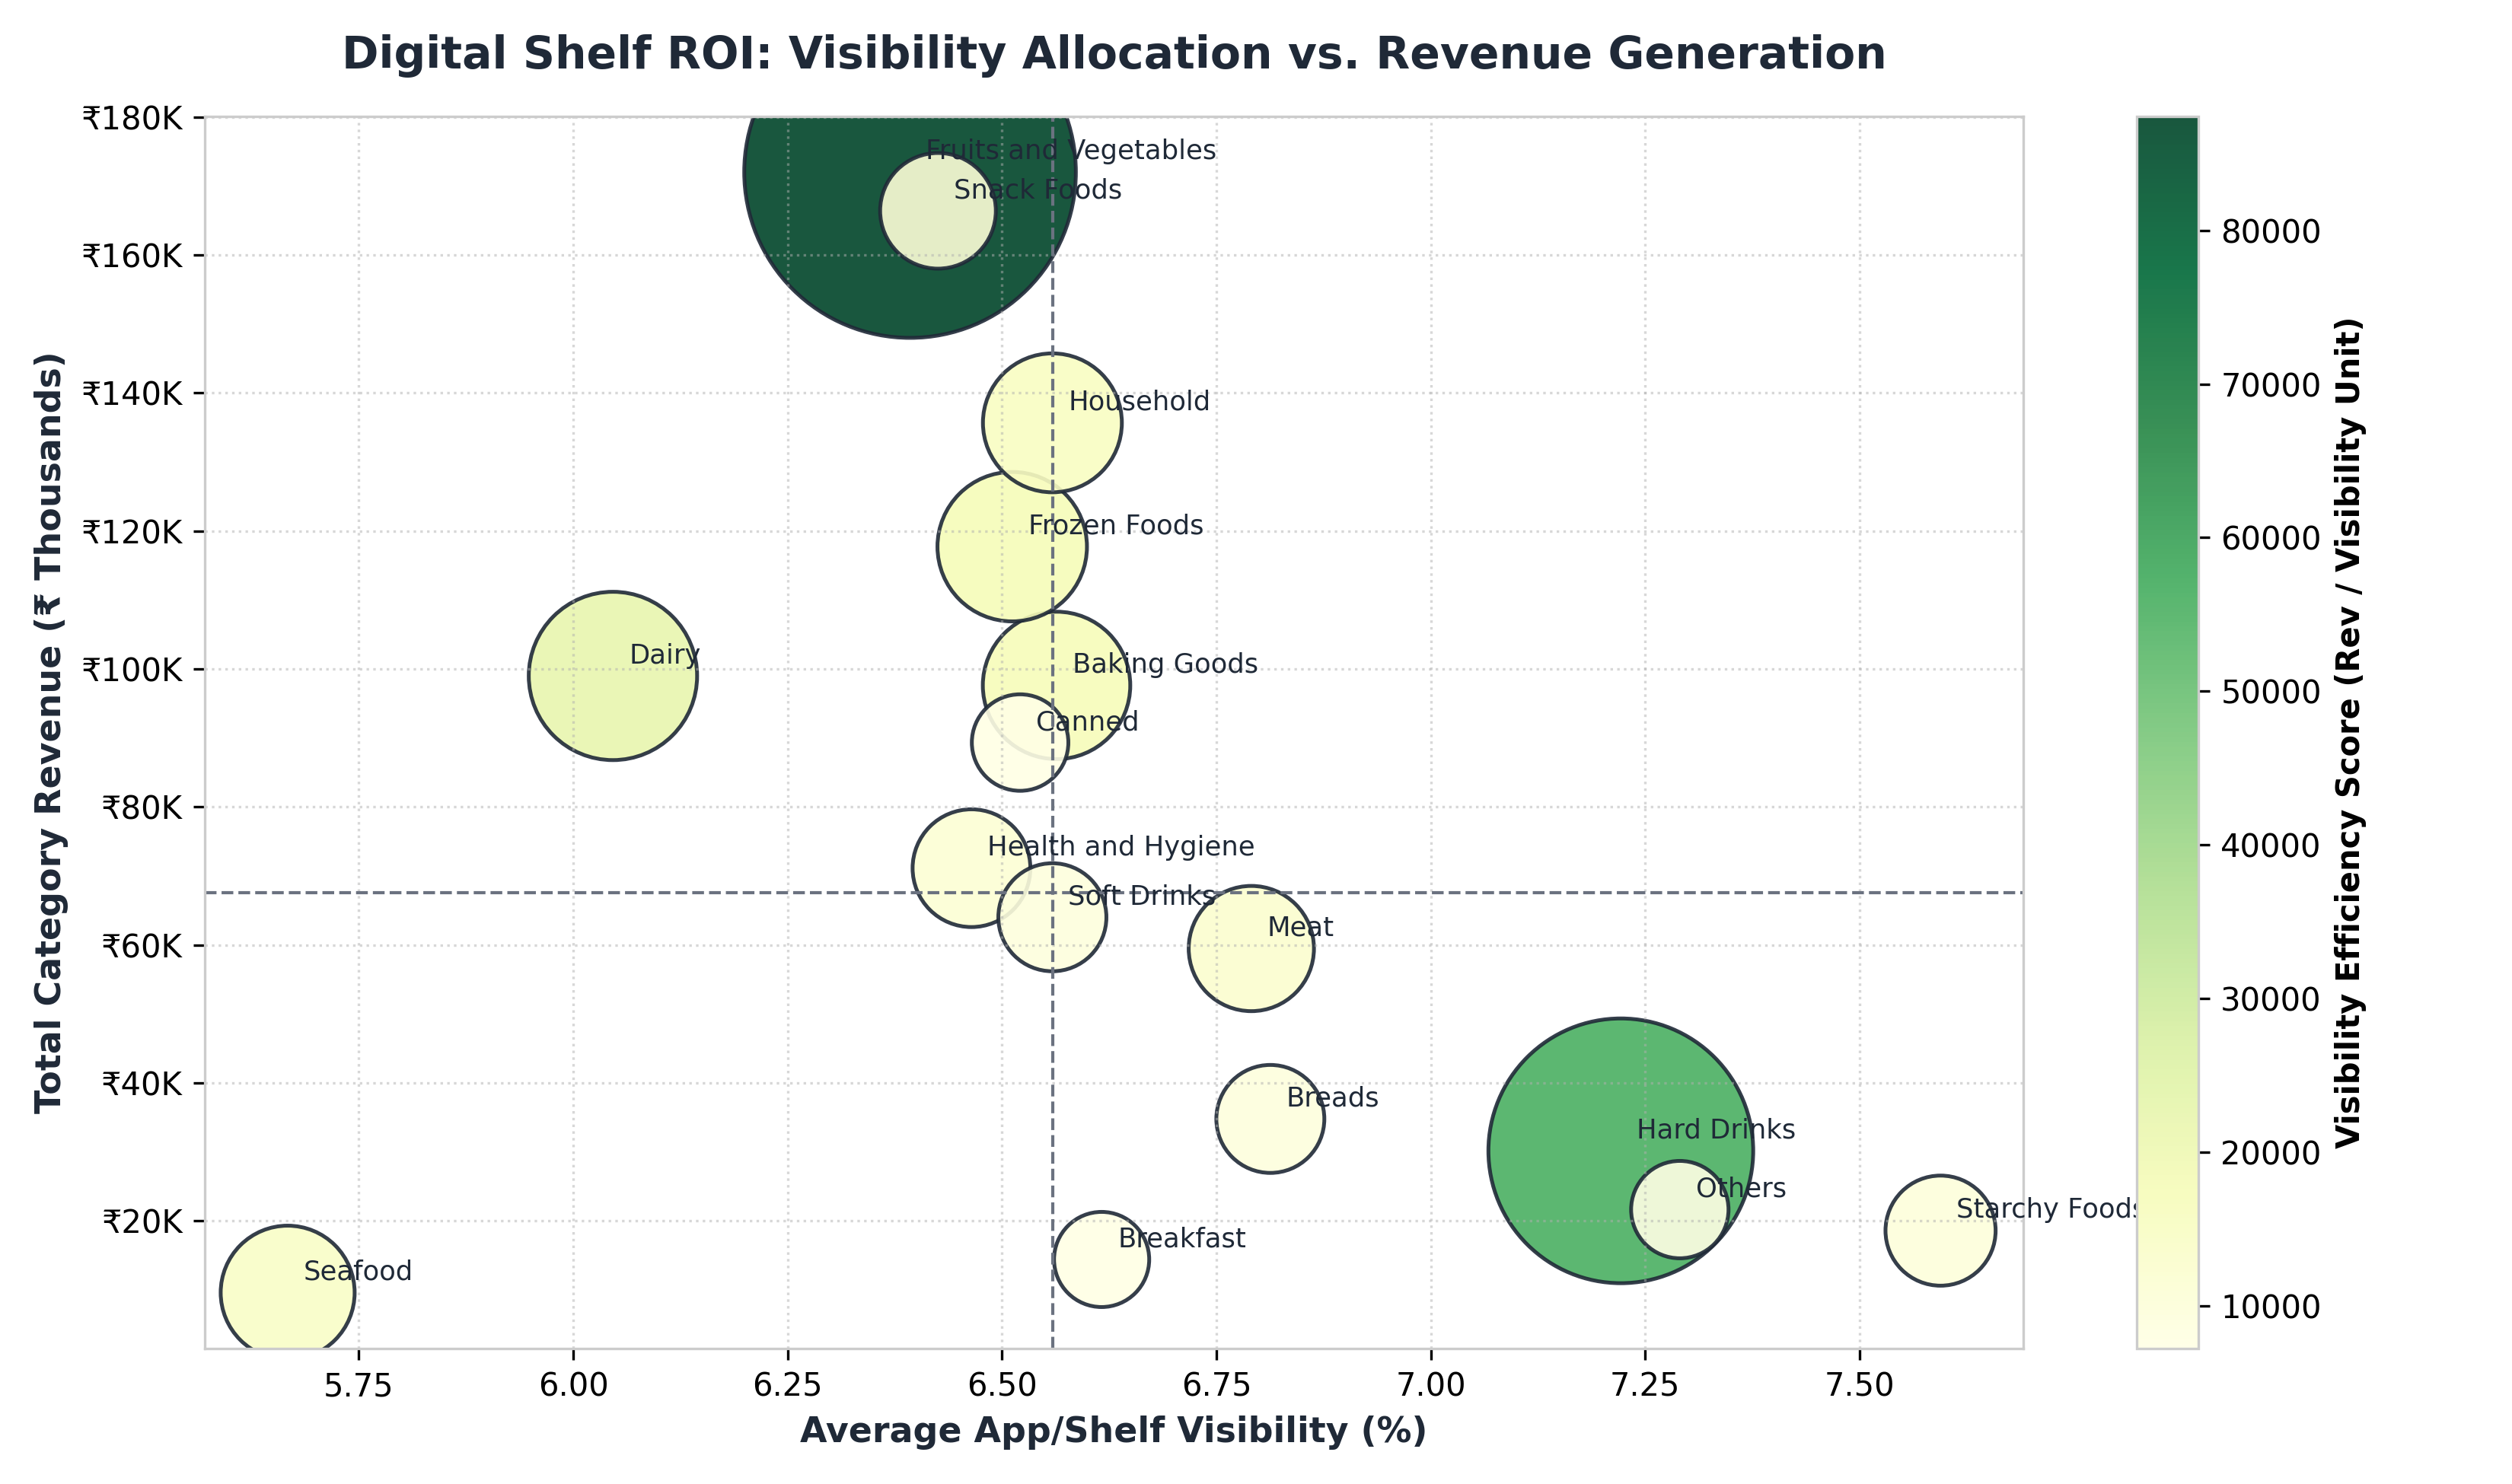 Digital Shelf ROI: Visibility Allocation vs. Revenue Generation
Total Category Revenue (₹ Thousands)
₹180K
₹160K
₹140K
₹120K
₹100K
₹80K
₹60K
₹40K
₹20K
Fruits and Vegetables
Snack Foods
Household
Frozen Foods
Dairy
Baking Goods
Canned
Health and Hygiene
Soft Drinks
Meat
Breads
Hard Drinks
Others
Starchy Foods
Breakfast
Seafood
5.75
6.00
6.25
6.50
6.75
7.00
7.25
7.50
Average App/Shelf Visibility (%)
80000
70000
60000
50000
40000
30000
20000
10000
Visibility Efficiency Score (Rev / Visibility Unit)